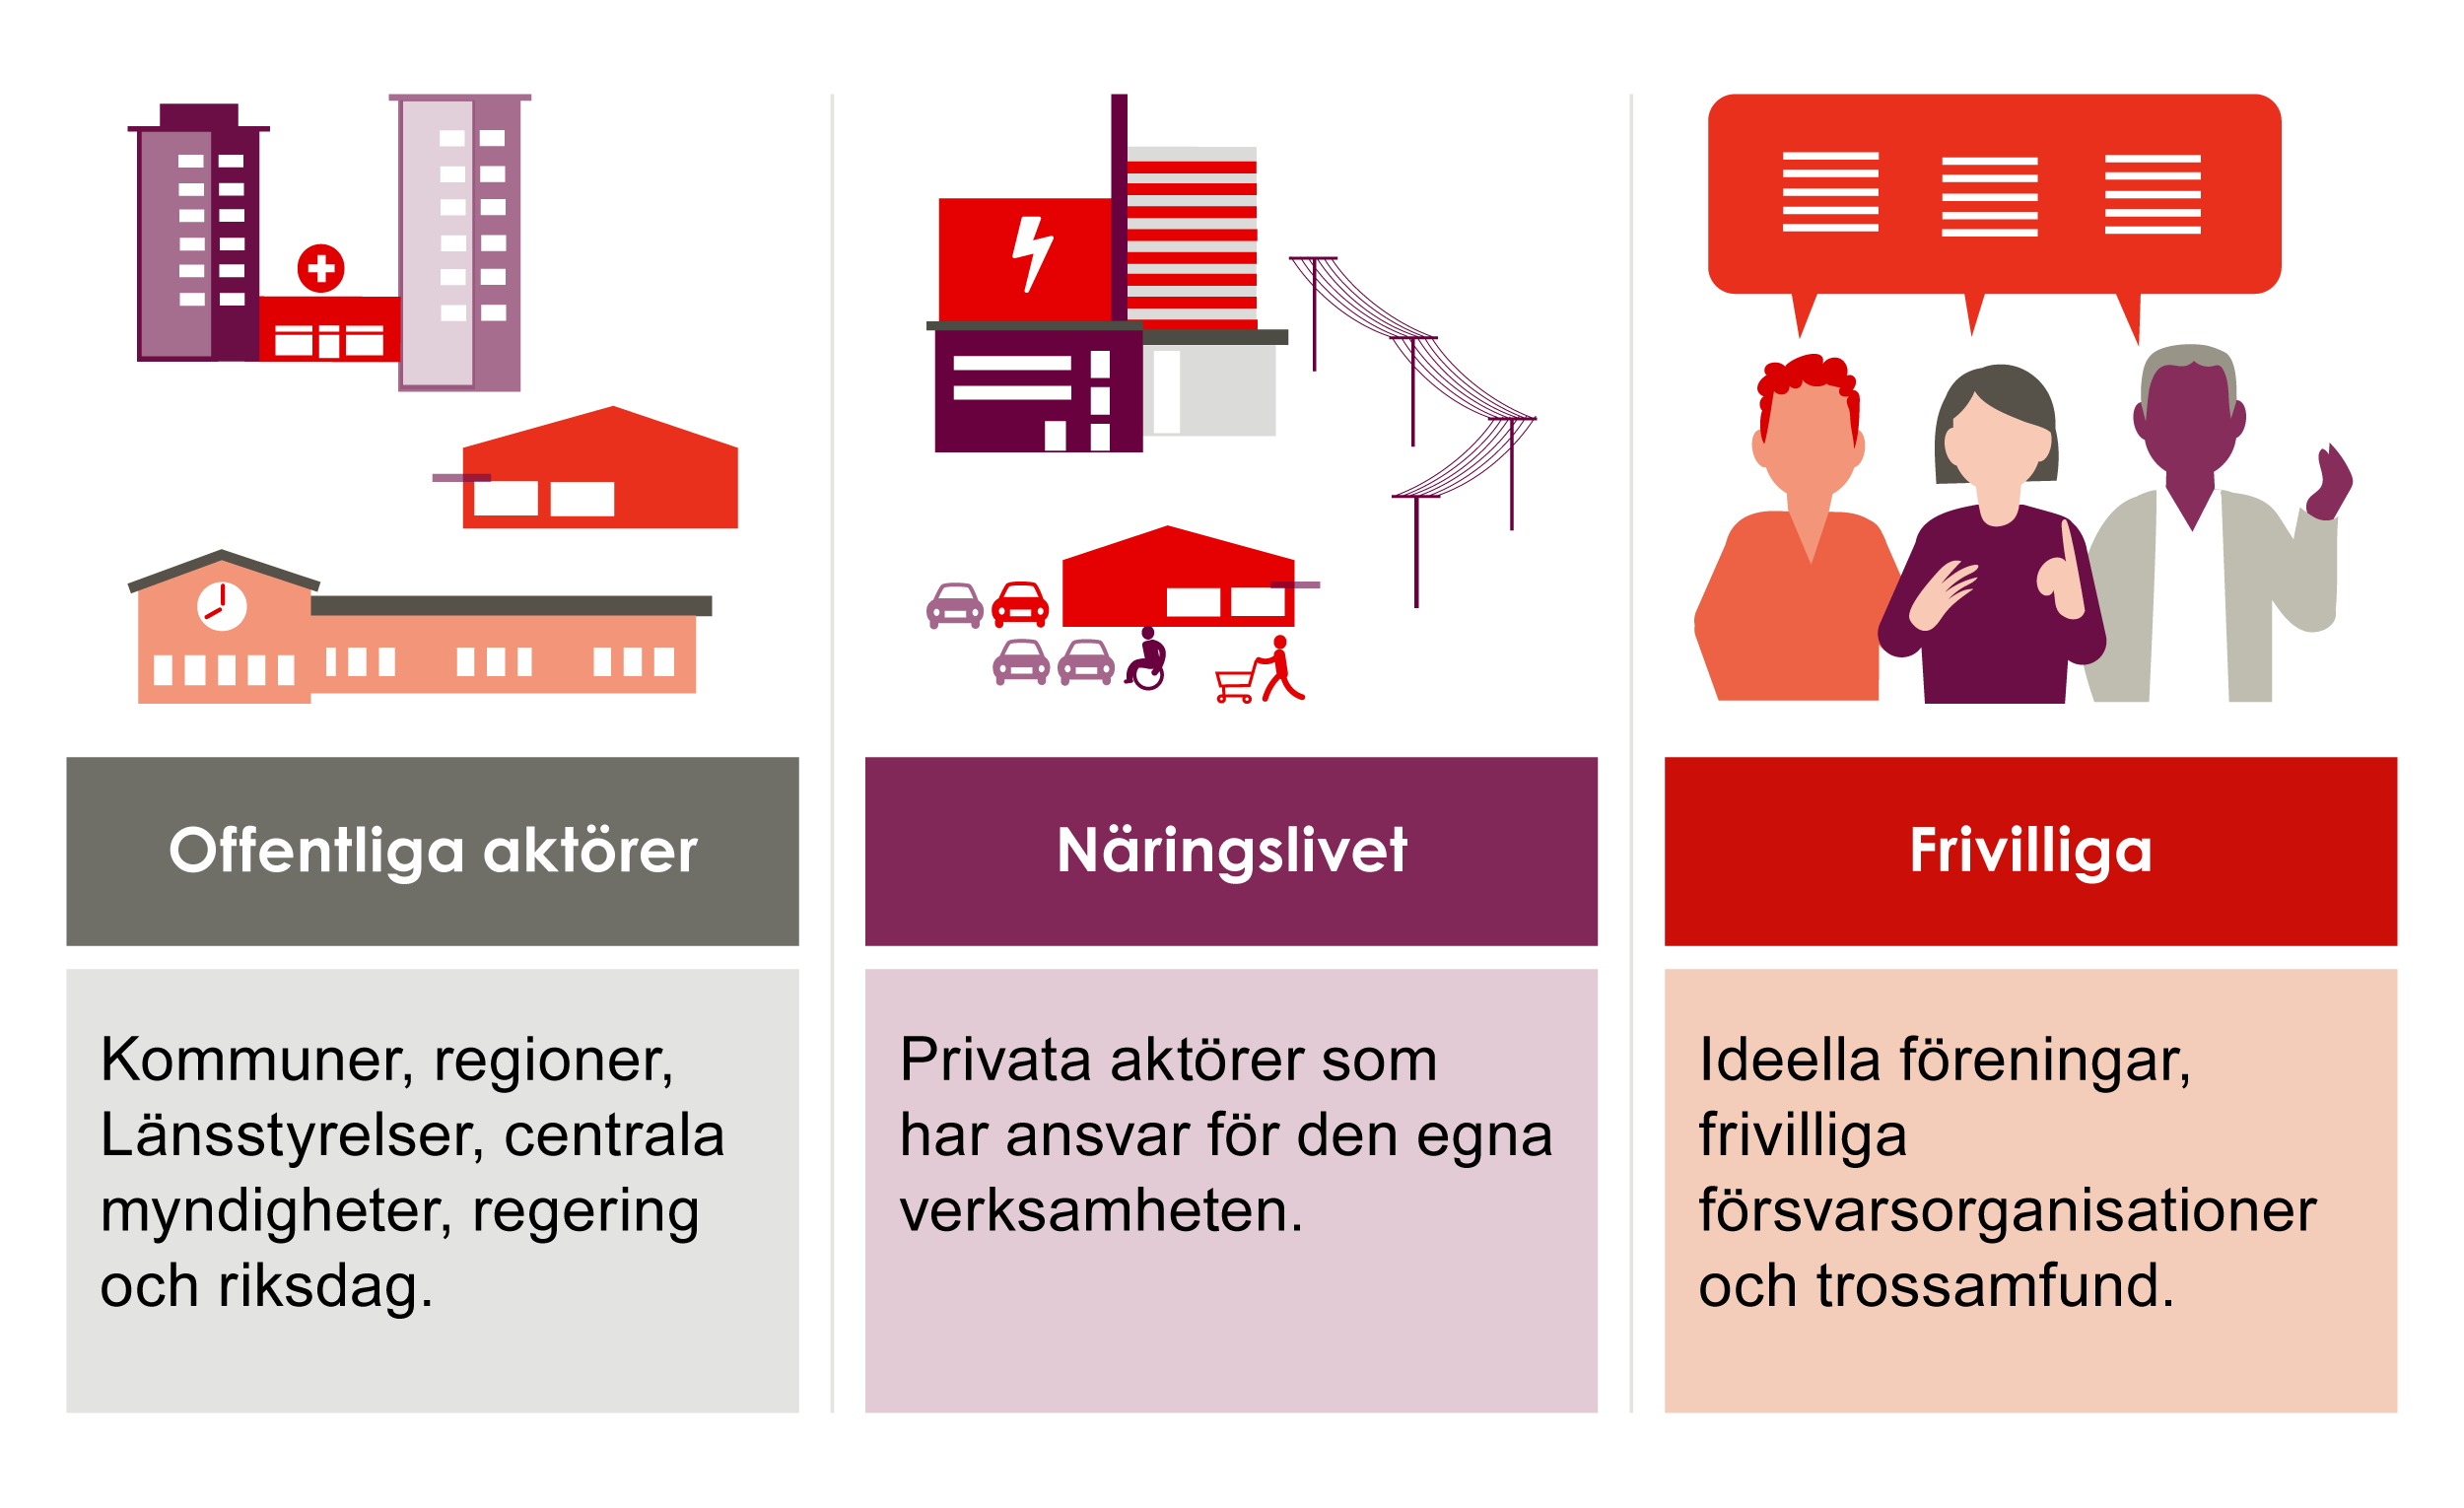 Offentliga aktörer
Kommuner, regioner,
Länsstyrelser, centrala
myndigheter, regering
och riksdag.
Näringslivet
Privata aktörer som
har ansvar för den egna
verksamheten.
Frivilliga
Ideella föreningar,
frivilliga
försvarsorganisationer
och trossamfund.